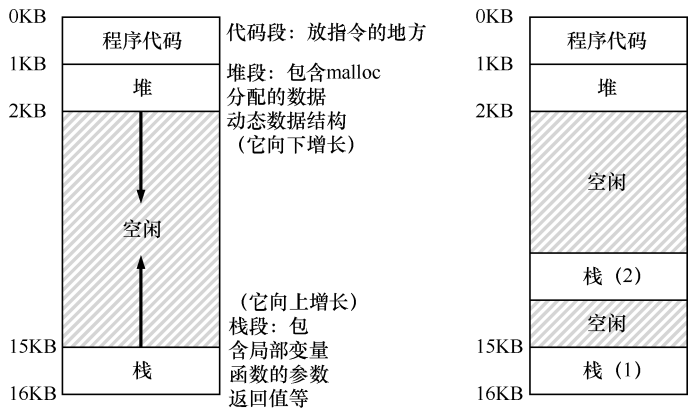 0KB
程序代码
代码段：放指令的地方
1KB
堆
堆段：包含malloc
分配的数据
动态数据结构
（它向下增长）
2KB
空闲
（它向上增长）
栈段：包
含局部变量
函数的参数
返回值等
15KB
栈
16KB
0KB
程序代码
1KB
堆
2KB
空闲
栈（2）
空闲
15KB
栈（1）
16KB